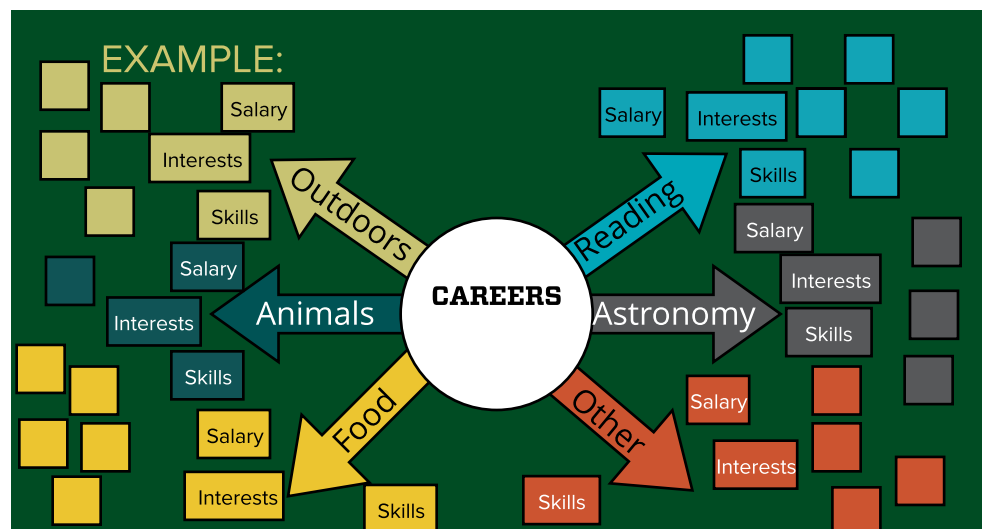 EXAMPLE:
Salary
Interests
Skills
Outdoors
Salary
Interests
Skills
Reading
Salary
Interests
Skills
Animals
CAREERS
Salary
Interests
Skills
Astronomy
Salary
Interests
Skills
Food
Salary
Interests
Skills
Other